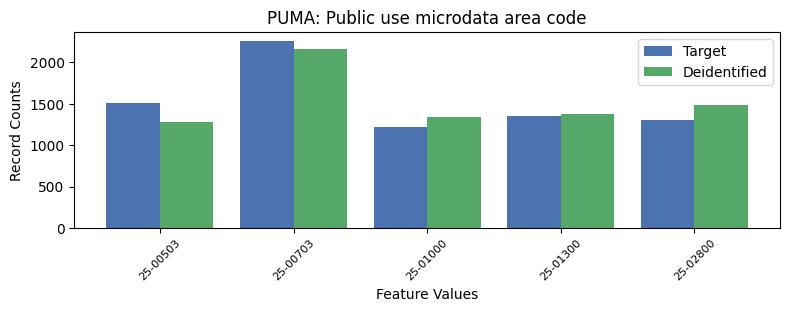 PUMA: Public use microdata area code
Target
Deidentified
Record Counts
2000
1500
1000
500
0
25-00503
25-00703
25-01000
25-01300
25-02800
Feature Values